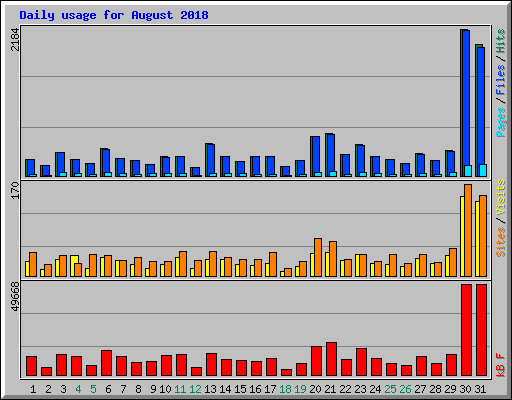 Daily usage for August 2018
2184
Pages / Files / Hits
170
Sites / Visits
49668
kB F
1 2 3 4 5 6 7 8 9 10 11 12 13 14 15 16 17 18 19 20 21 22 23 24 25 26 27 28 29 30 31